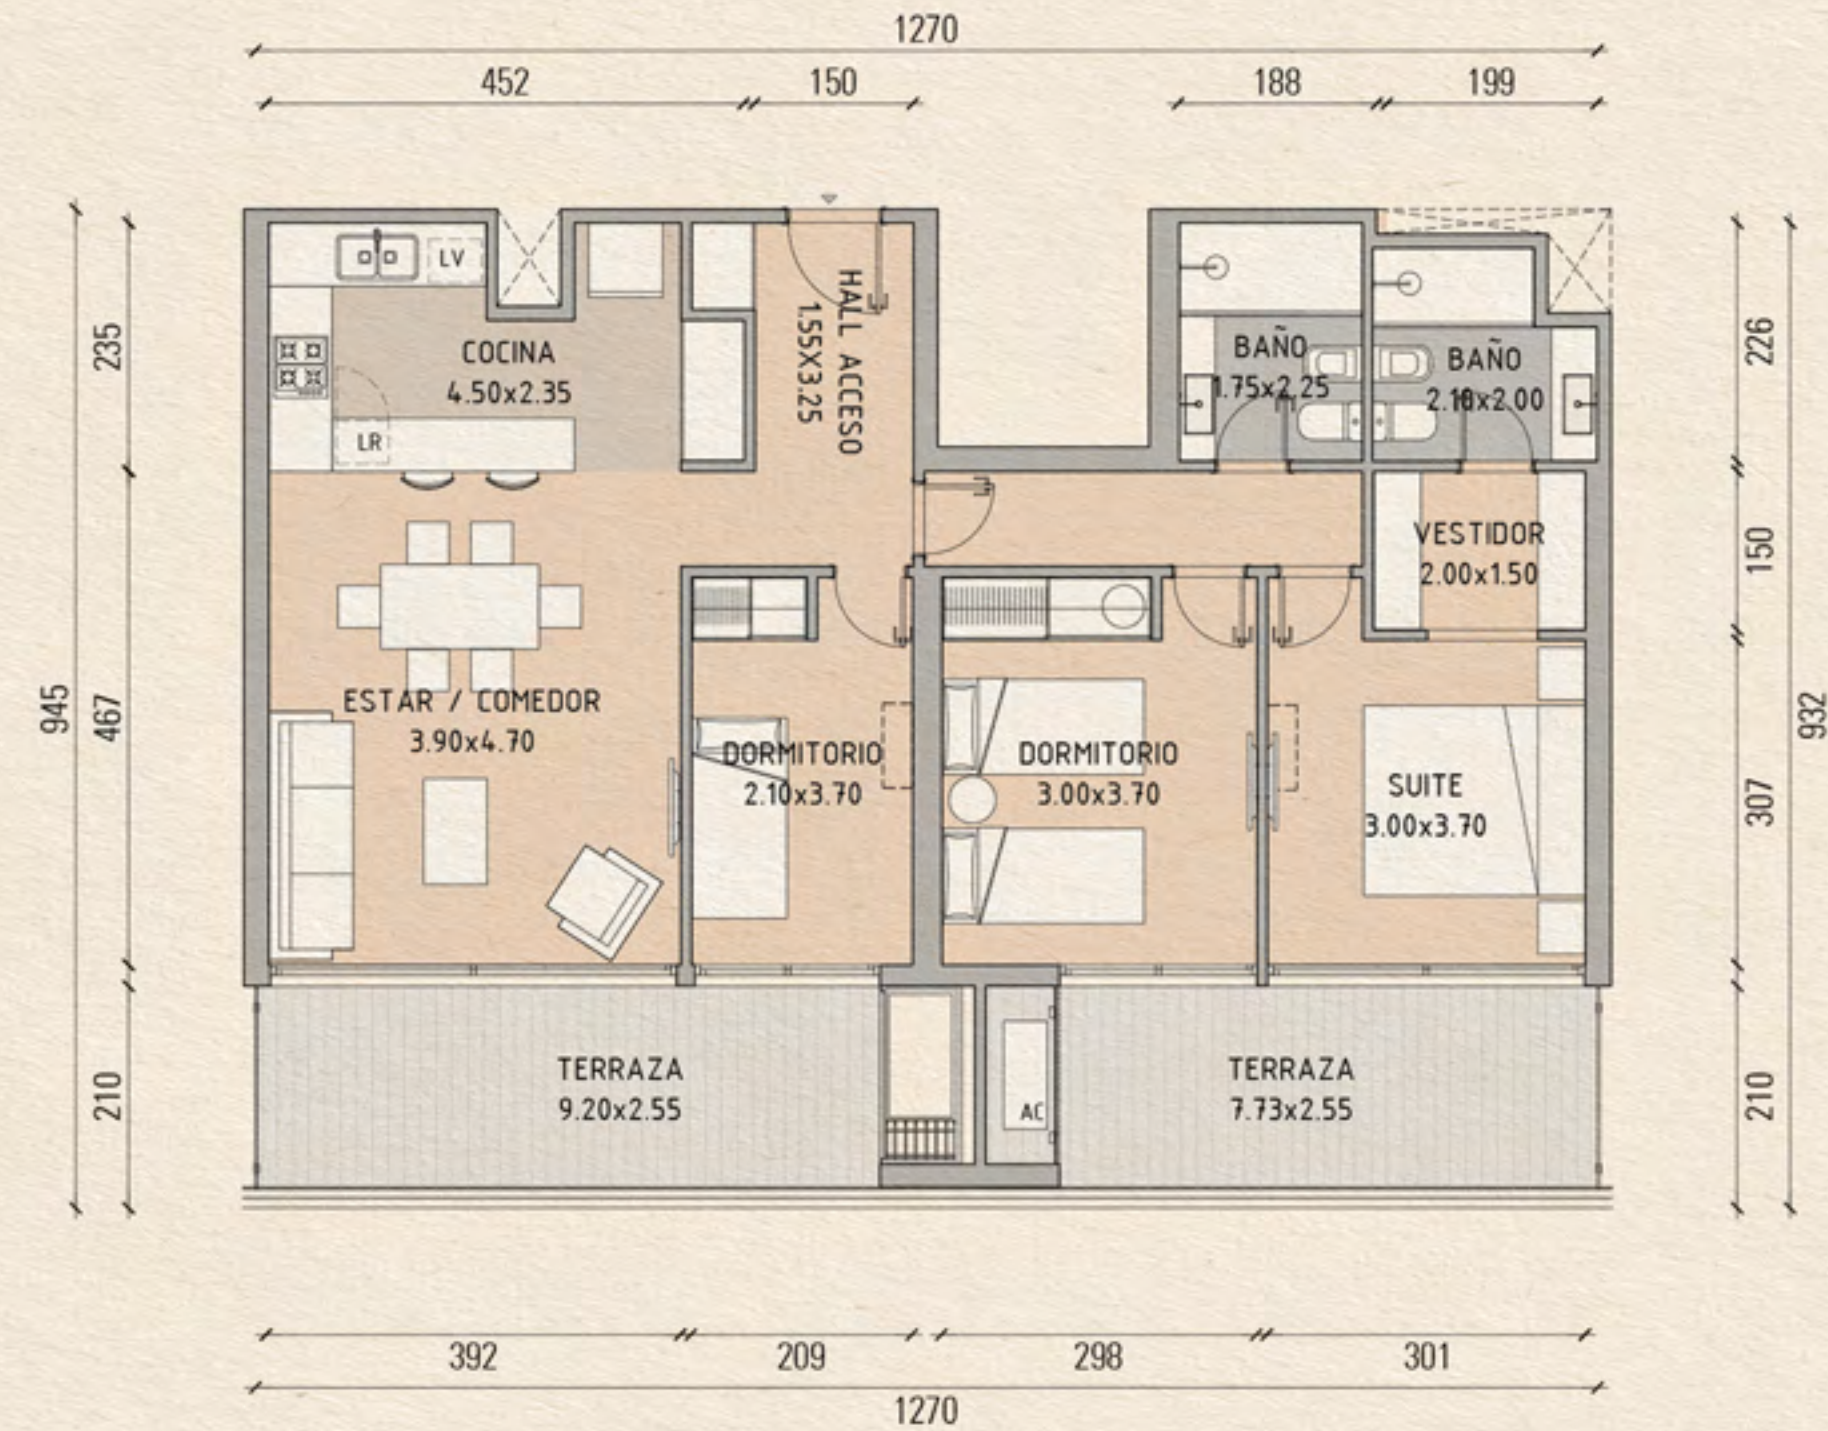 1270
452
150
188
199
LV
HALL ACCESO
1.55X3.25
COCINA
4.50x2.35
LR
BAÑO
1.75x2.25
BAÑO
2.10x2.00
235
226
VESTIDOR
2.00x1.50
150
945
467
ESTAR / COMEDOR
3.90x4.70
DORMITORIO
2.10x3.70
DORMITORIO
3.00x3.70
SUITE
3.00x3.70
307
932
210
TERRAZA
9.20x2.55
AC
TERRAZA
7.73x2.55
210
392
209
298
301
1270